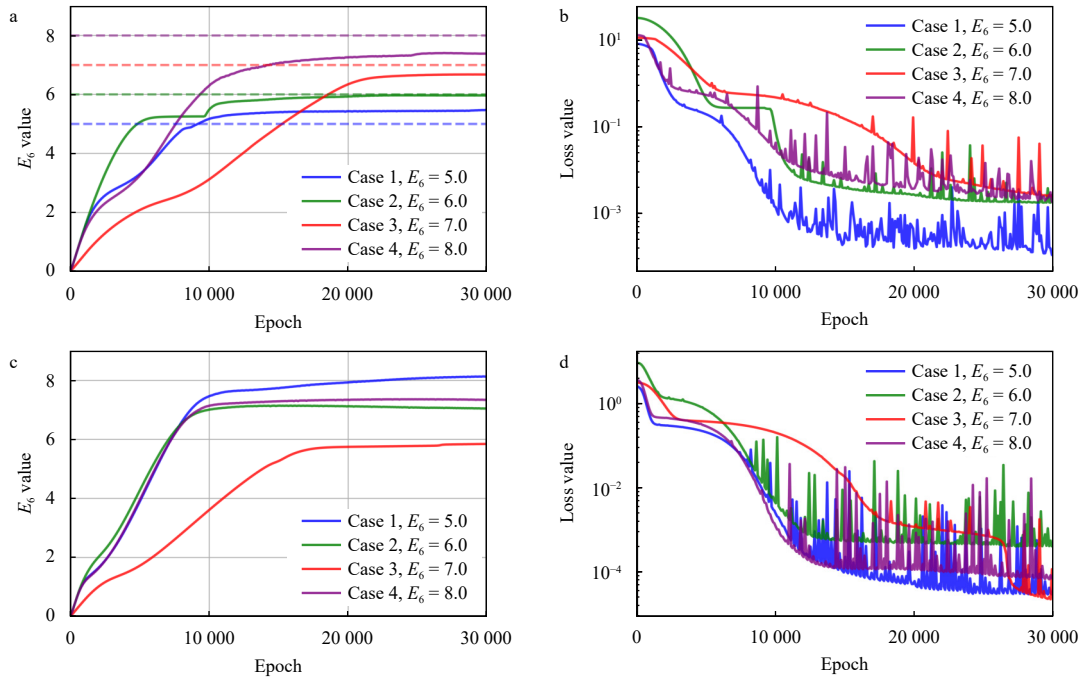 a
E₆ value
8
6
4
2
0
Case 1, E₆ = 5.0
Case 2, E₆ = 6.0
Case 3, E₆ = 7.0
Case 4, E₆ = 8.0
0 10 000 20 000 30 000
Epoch
b
Loss value
10¹
10⁻¹
10⁻³
Case 1, E₆ = 5.0
Case 2, E₆ = 6.0
Case 3, E₆ = 7.0
Case 4, E₆ = 8.0
0 10 000 20 000 30 000
Epoch
c
E₆ value
8
6
4
2
0
Case 1, E₆ = 5.0
Case 2, E₆ = 6.0
Case 3, E₆ = 7.0
Case 4, E₆ = 8.0
0 10 000 20 000 30 000
Epoch
d
Loss value
10⁰
10⁻²
10⁻⁴
Case 1, E₆ = 5.0
Case 2, E₆ = 6.0
Case 3, E₆ = 7.0
Case 4, E₆ = 8.0
0 10 000 20 000 30 000
Epoch